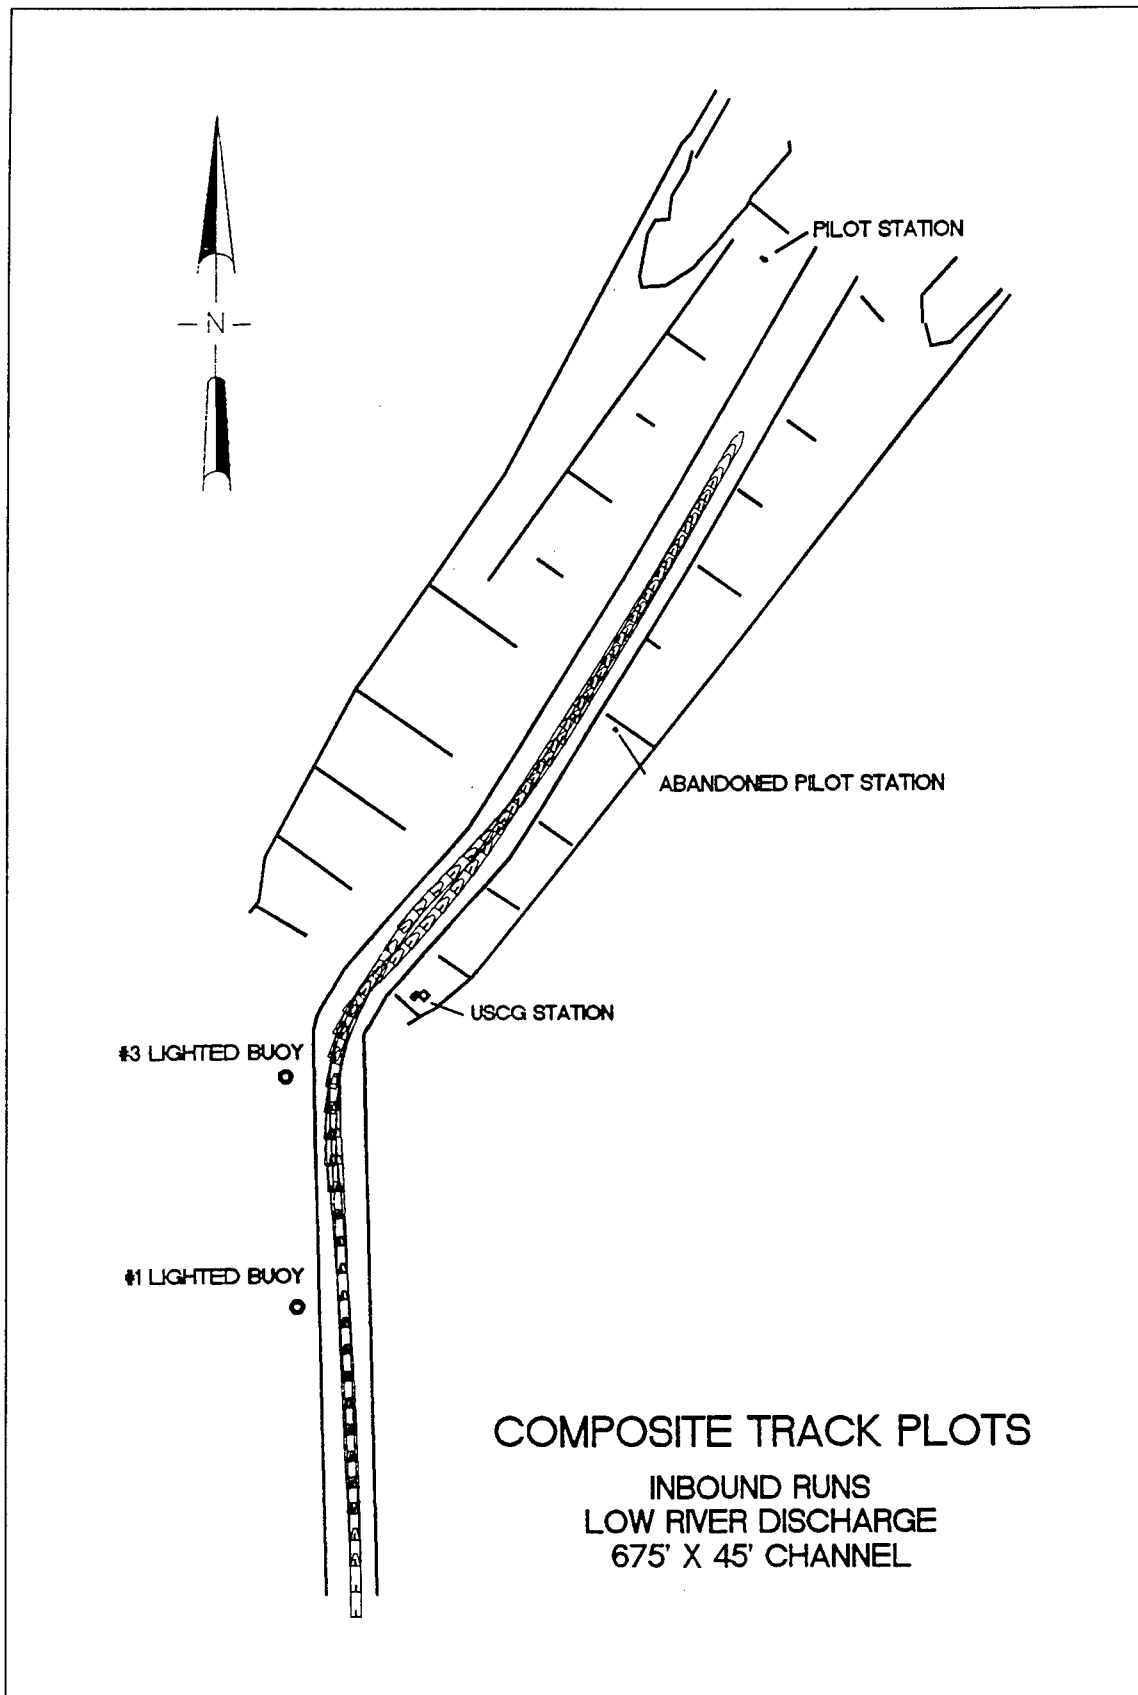 PILOT STATION
-N-
ABANDONED PILOT STATION
USCG STATION
#3 LIGHTED BUOY
#1 LIGHTED BUOY
COMPOSITE TRACK PLOTS
INBOUND RUNS
LOW RIVER DISCHARGE
675' X 45' CHANNEL